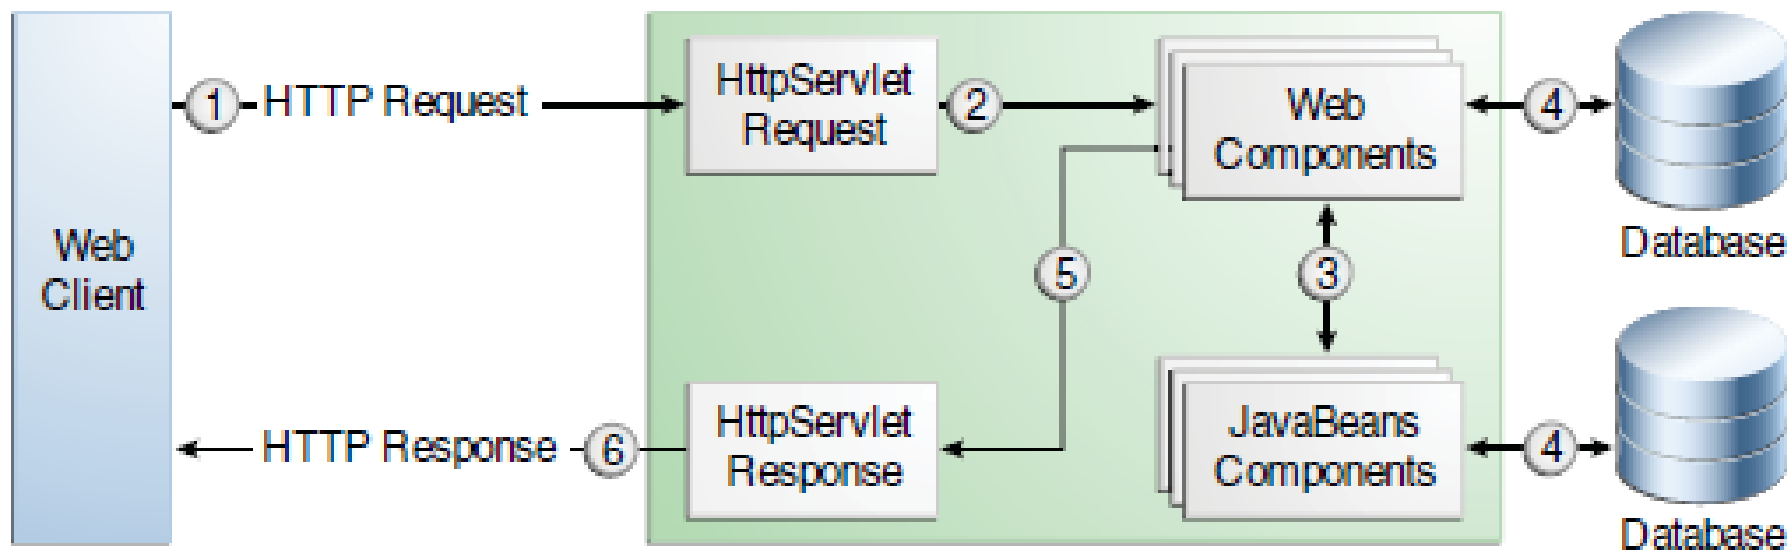 Web
Client
1
HTTP Request
HttpServlet
Request
2
Web
Components
4
Database
5
3
HTTP Response
6
HttpServlet
Response
JavaBeans
Components
4
Database